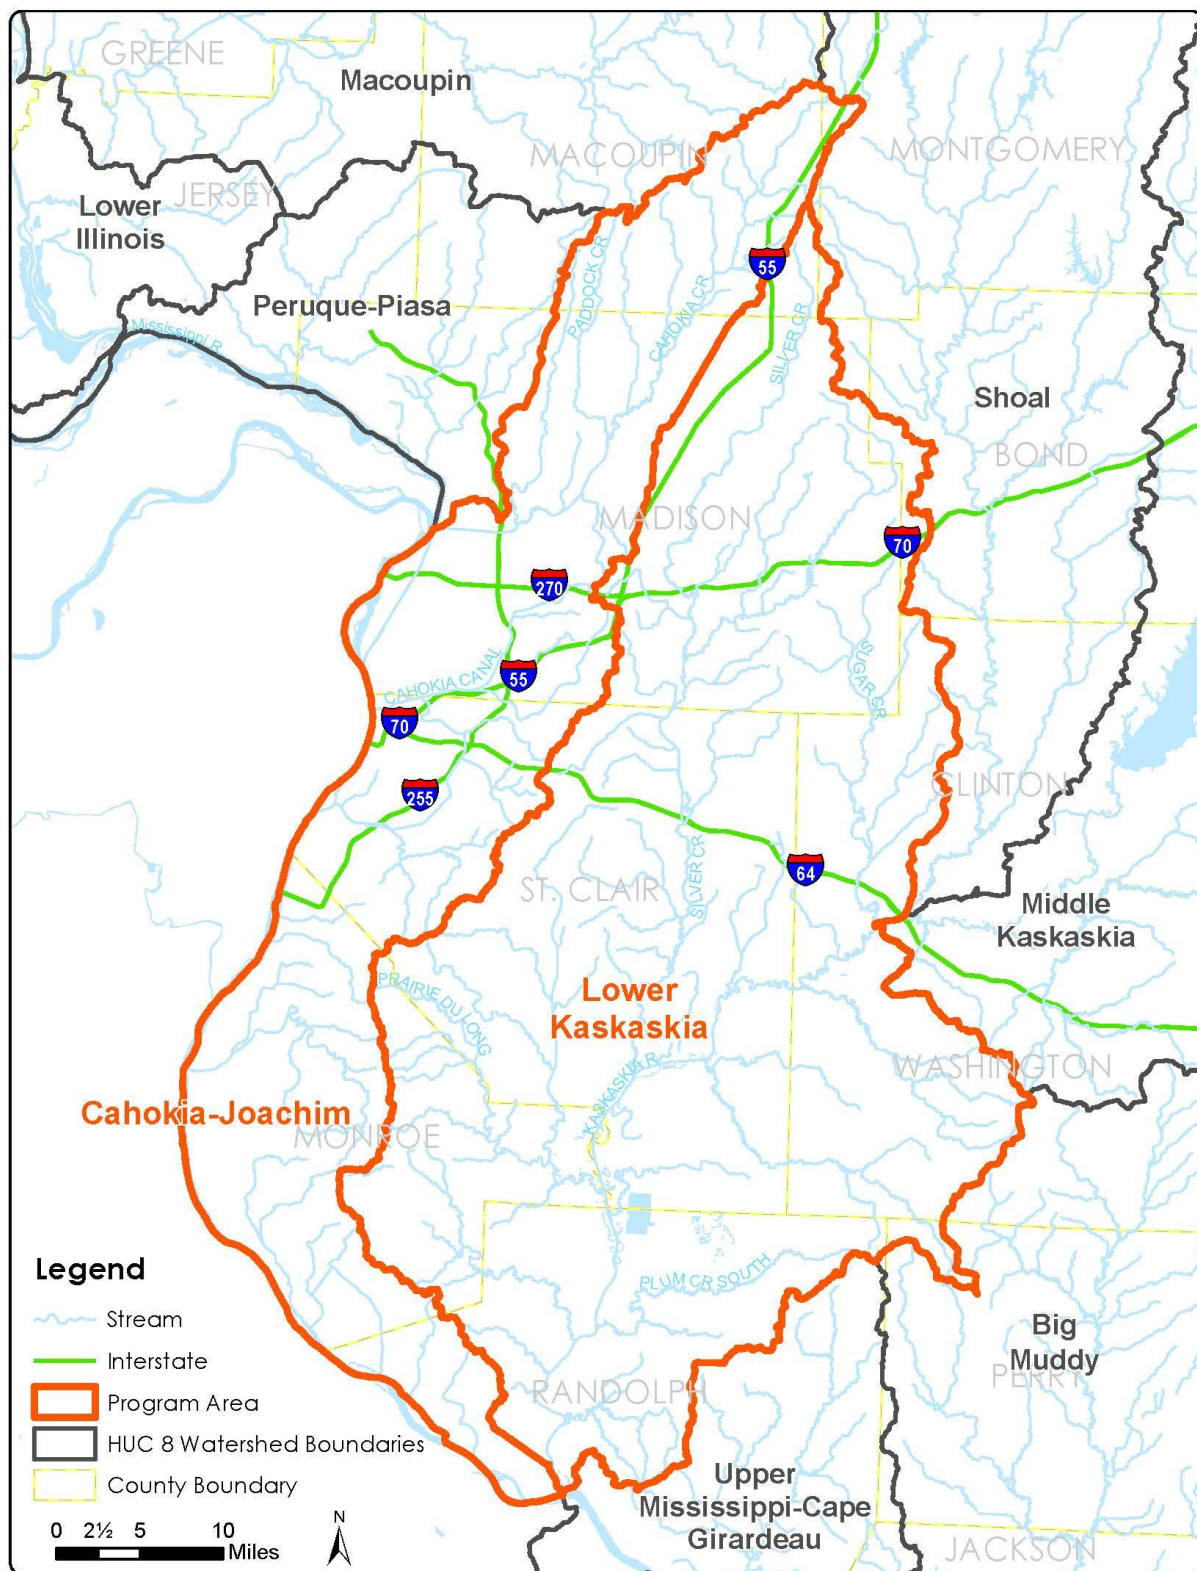 GREENE
Macoupin
MACOUPIN
MONTGOMERY
JERSEY
Lower
Illinois
PADDOCK CR
55
CAHOKIA CR
SILVER CR
Peruque-Piasa
Mississippi R
Shoal
BOND
MADISON
70
270
SUGAR CR
CAHOKIA CANAL
55
70
255
CLINTON
64
ST. CLAIR
SILVER CR
Middle
Kaskaskia
PRAIRIE DU LONG
Lower
Kaskaskia
KASKASKIA R
WASHINGTON
Cahokia-Joachim
MONROE
PLUM CR SOUTH
Big
Muddy
PERRY
RANDOLPH
Upper
Mississippi-Cape
Girardeau
JACKSON
Legend
Stream
Interstate
Program Area
HUC 8 Watershed Boundaries
County Boundary
0 2½ 5 10
Miles
N